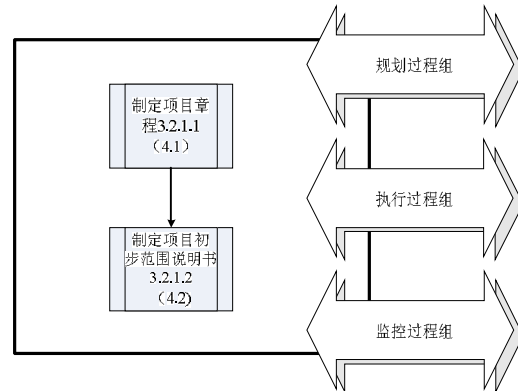 制定项目章
程3.2.1.1
（4.1）
制定项目初
步范围说明书
3.2.1.2
（4.2)
规划过程组
执行过程组
监控过程组